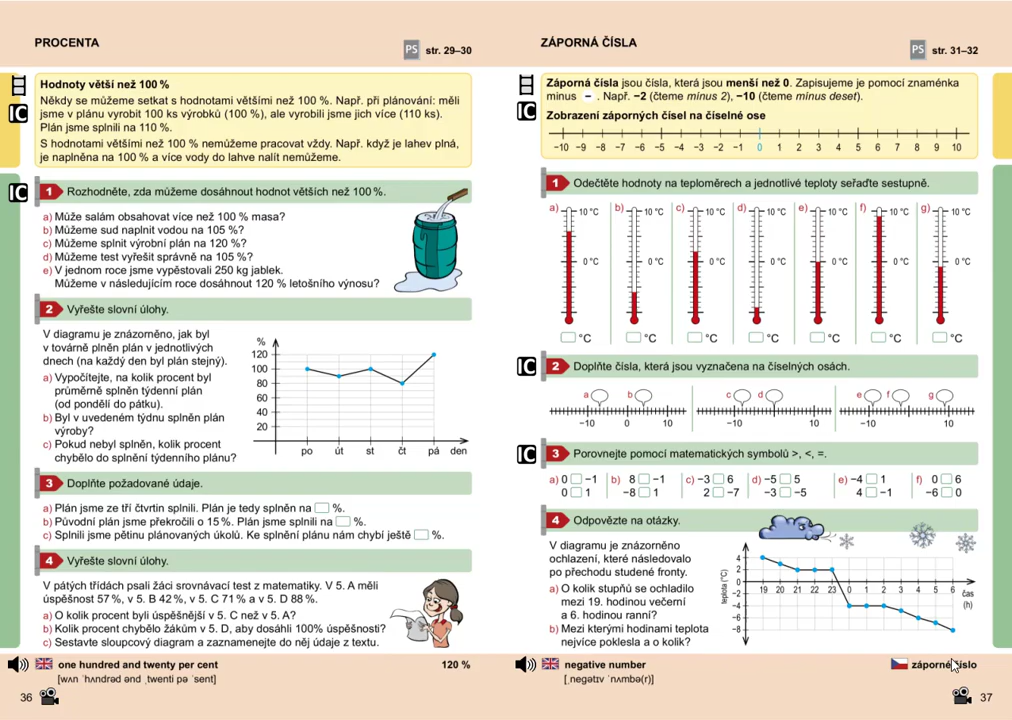 PROCENTA
PS str. 29–30
Hodnoty větší než 100 %
Někdy se můžeme setkat s hodnotami většími než 100 %. Např. při plánování: měli
jsme v plánu vyrobit 100 ks výrobků (100 %), ale vyrobili jsme jich více (110 ks).
Plán jsme splnili na 110 %.
S hodnotami většími než 100 % nemůžeme pracovat vždy. Např. když je lahev plná,
je naplněna na 100 % a více vody do lahve nalít nemůžeme.
1 Rozhodněte, zda můžeme dosáhnout hodnot větších než 100 %.
a) Může salám obsahovat více než 100 % masa?
b) Můžeme sud naplnit vodou na 105 %?
c) Můžeme splnit výrobní plán na 120 %?
d) Můžeme test vyřešit správně na 105 %?
e) V jednom roce jsme vypěstovali 250 kg jablek.
Můžeme v následujícím roce dosáhnout 120 % letošního výnosu?
2 Vyřešte slovní úlohy.
V diagramu je znázorněno, jak byl
v továrně plněn plán v jednotlivých
dnech (na každý den byl plán stejný).
a) Vypočítejte, na kolik procent byl
průměrně splněn týdenní plán
(od pondělí do pátku).
b) Byl v uvedeném týdnu splněn plán
výroby?
c) Pokud nebyl splněn, kolik procent
chybělo do splnění týdenního plánu?
%
120
100
80
60
40
20
po út st čt pá den
3 Doplňte požadované údaje.
a) Plán jsme ze tří čtvrtin splnili. Plán je tedy splněn na %.
b) Původní plán jsme překročili o 15 %. Plán jsme splnili na %.
c) Splnili jsme pětinu plánovaných úkolů. Ke splnění plánu nám chybí ještě %.
4 Vyřešte slovní úlohy.
V pátých třídách psali žáci srovnávací test z matematiky. V 5. A měli
úspěšnost 57 %, v 5. B 42 %, v 5. C 71 % a v 5. D 88 %.
a) O kolik procent byli úspěšnější v 5. C než v 5. A?
b) Kolik procent chybělo žákům v 5. D, aby dosáhli 100% úspěšnosti?
c) Sestavte sloupcový diagram a zaznamenejte do něj údaje z textu.
one hundred and twenty per cent 120 %
[wʌn ˈhʌndrəd ənd ˌtwenti pə ˈsent]
36
ZÁPORNÁ ČÍSLA
PS str. 31–32
Záporná čísla jsou čísla, která jsou menší než 0. Zapisujeme je pomocí znaménka
minus − . Např. −2 (čteme mínus 2), −10 (čteme mínus deset).
Zobrazení záporných čísel na číselné ose
−10 −9 −8 −7 −6 −5 −4 −3 −2 −1 0 1 2 3 4 5 6 7 8 9 10
1 Odečtěte hodnoty na teploměrech a jednotlivé teploty seřaďte sestupně.
a) b) c) d) e) f) g)
10 °C 10 °C 10 °C 10 °C 10 °C 10 °C 10 °C
0 °C 0 °C 0 °C 0 °C 0 °C 0 °C 0 °C
°C °C °C °C °C °C °C
2 Doplňte čísla, která jsou vyznačena na číselných osách.
a b c d e f g
−10 0 10 −10 10 −10 10
3 Porovnejte pomocí matematických symbolů >, <, =.
a) 0 −1 b) 8 −1 c) −3 6 d) −5 5 e) −4 1 f) 0 6
0 1 −8 1 2 −7 −3 −5 4 −1 −6 0
4 Odpovězte na otázky.
V diagramu je znázorněno
ochlazení, které následovalo
po přechodu studené fronty.
a) O kolik stupňů se ochladilo
mezi 19. hodinou večerní
a 6. hodinou ranní?
b) Mezi kterými hodinami teplota
nejvíce poklesla a o kolik?
teplota (°C)
4
2
0
−2
−4
−6
−8
19 20 21 22 23 0 1 2 3 4 5 6 čas
(h)
negative number záporné číslo
[ˌnegətɪv ˈnʌmbə(r)]
37